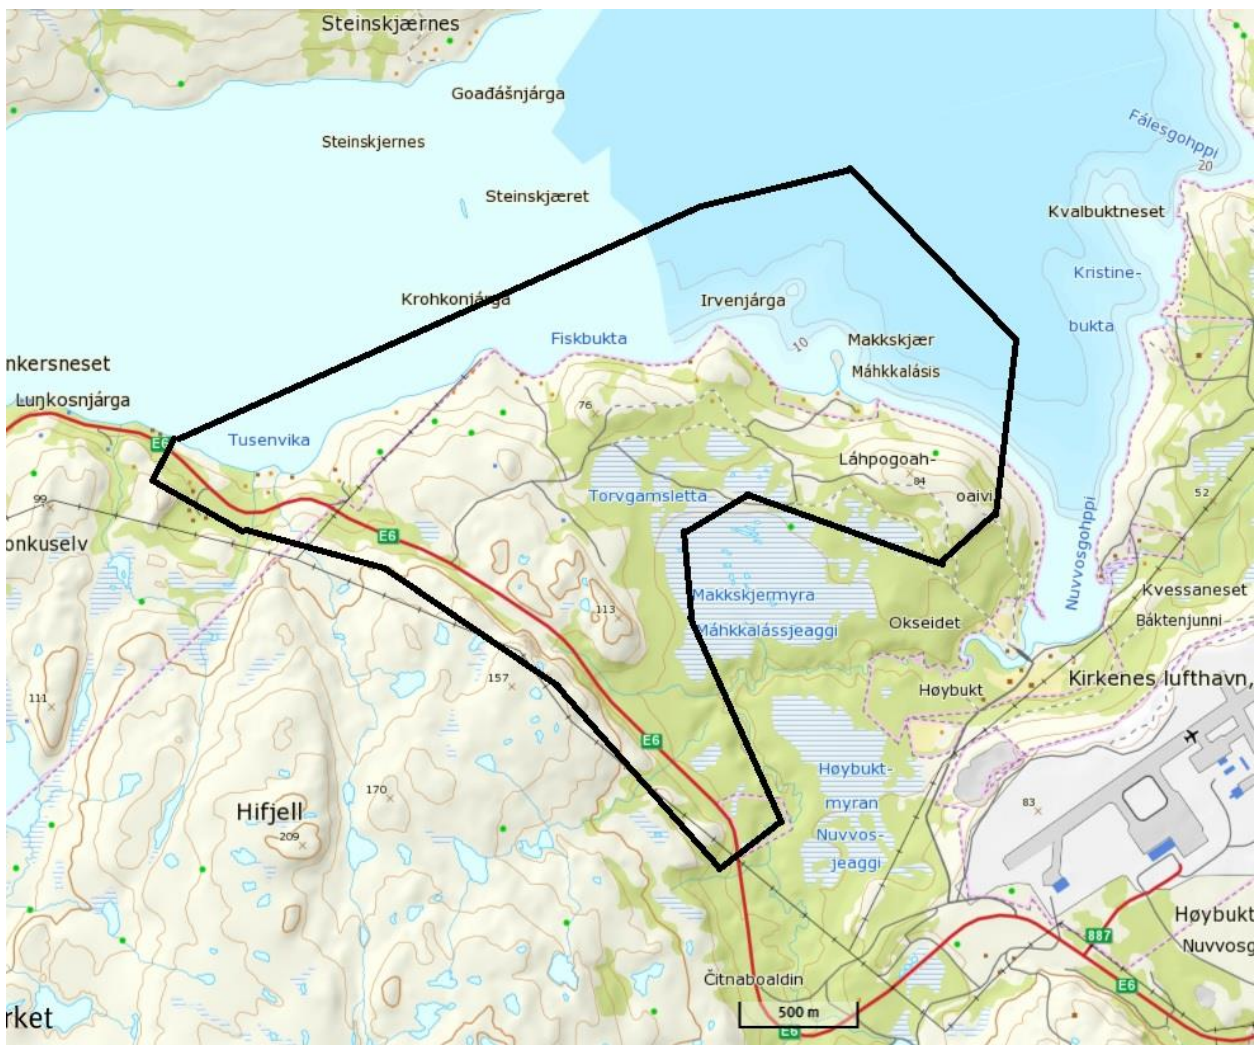 Steinskjærnes
Goađášnjárga
Fálesgohppi
20
Steinskjernes
Steinskjæret
Kvalbuktneset
Kristine-
bukta
Krohkonjárga
Irvenjárga
Fiskbukta
10
Makkskjær
Máhkkalásis
nkersneset
Luŋkosnjárga
76
E6
Tusenvika
Láhpogoah-
84
oaivi
99
Torvgamsletta
52
E6
onkuselv
Nuvvosgohppi
Makkskjermyra
113
Máhkkalássjeaggi
Okseidet
Kvessaneset
Báktenjunni
157
Høybukt
Kirkenes lufthavn,
111
E6
Høybukt-
myran
Nuvvos-
jeaggi
170
83
Hifjell
209
Høybukt
887
Nuvvosg
Čitnaboaldin
E6
500 m
rket
E6